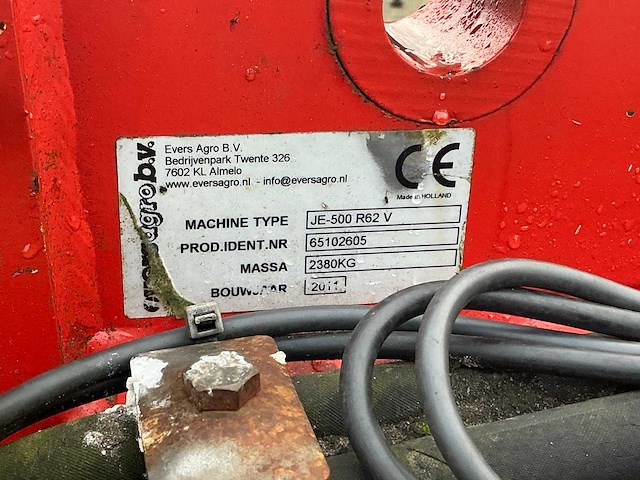 eversagro b.v.
Evers Agro B.V.
Bedrijvenpark Twente 326
7602 KL Almelo
www.eversagro.nl - info@eversagro.nl
CE
Made in HOLLAND
MACHINE TYPE JE-500 R62 V
PROD.IDENT.NR 65102605
MASSA 2380KG
BOUWJAAR 2011